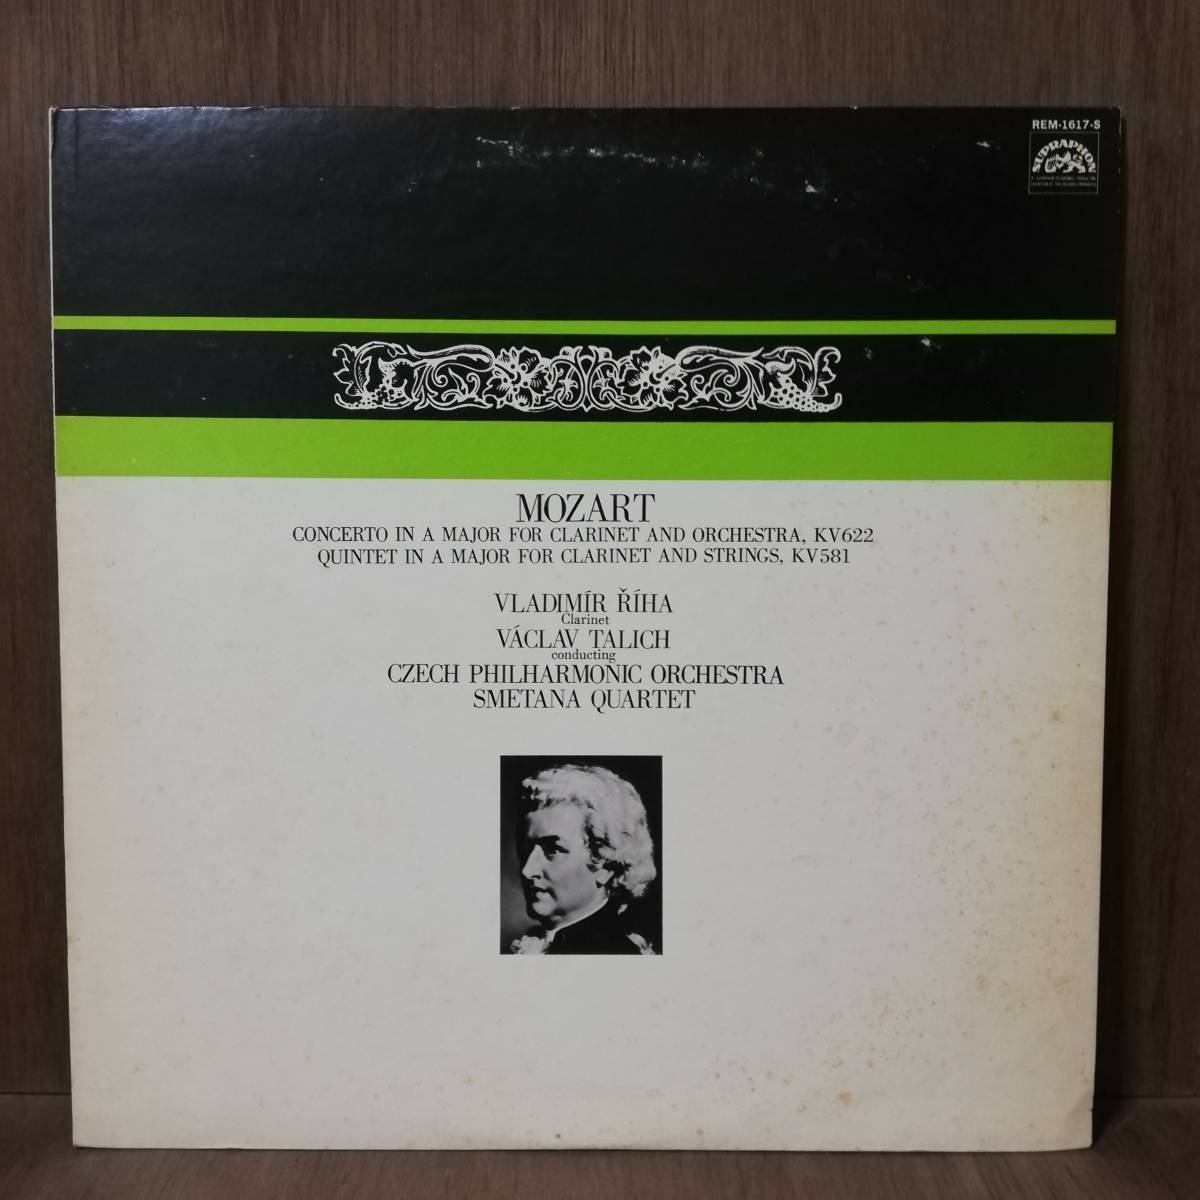 REM-1617-S
SUPRAPHON
MOZART
CONCERTO IN A MAJOR FOR CLARINET AND ORCHESTRA, KV622
QUINTET IN A MAJOR FOR CLARINET AND STRINGS, KV581
VLADIMÍR ŘÍHA
Clarinet
VÁCLAV TALICH
conducting
CZECH PHILHARMONIC ORCHESTRA
SMETANA QUARTET